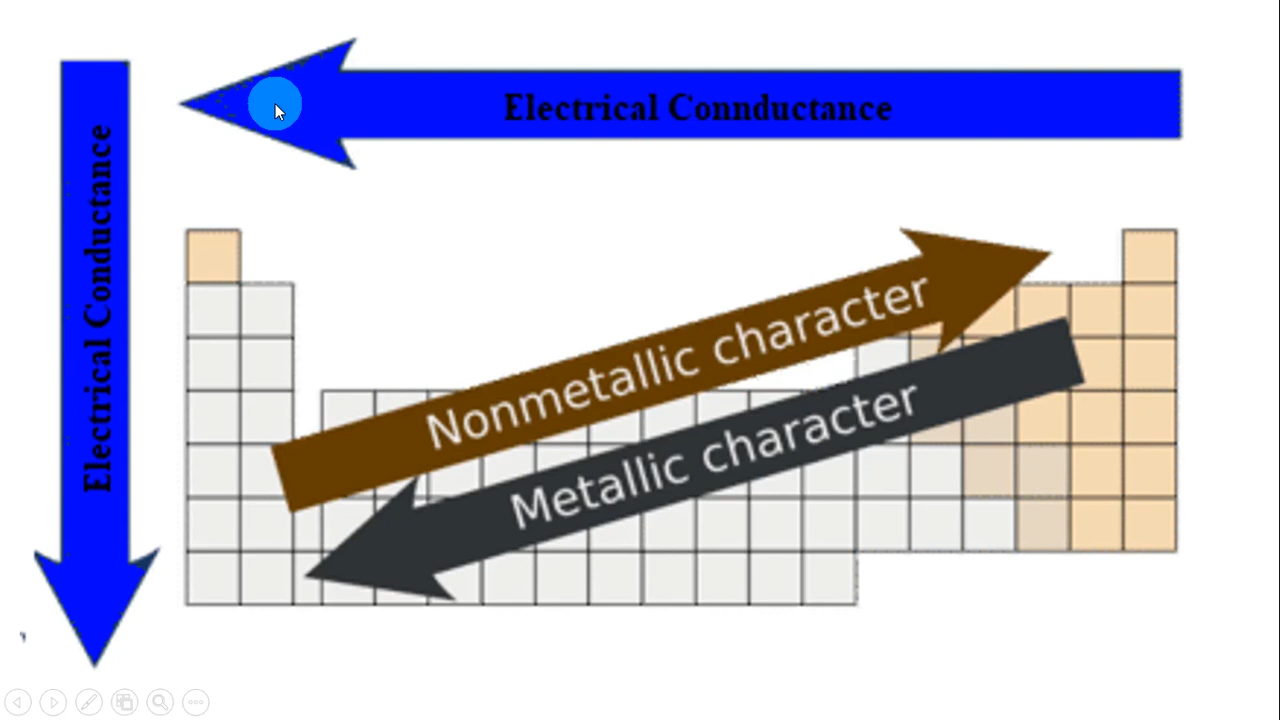 Electrical Connductance
Electrical Conductance
Nonmetallic character
Metallic character